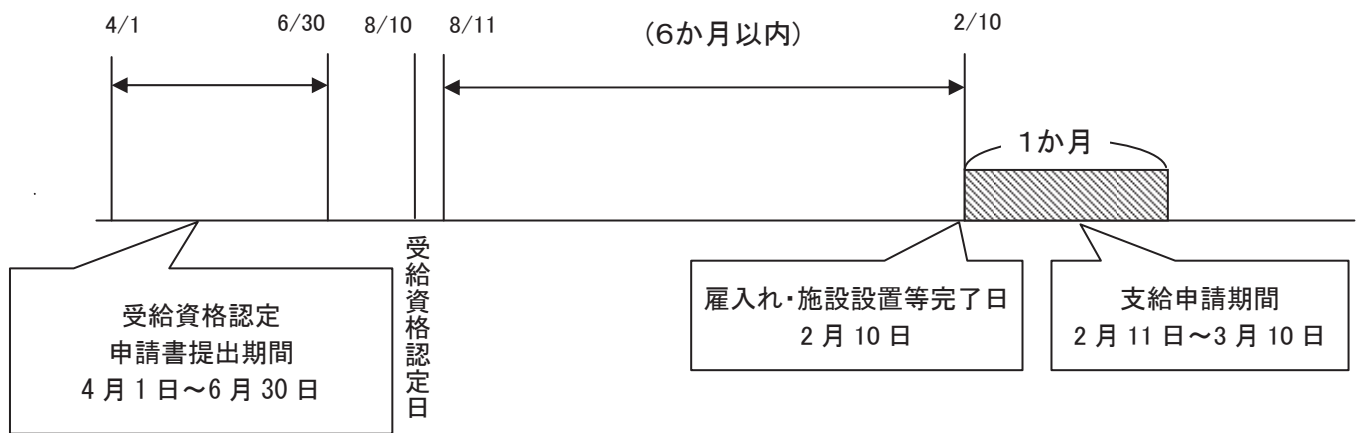 4/1
6/30
8/10
8/11
(6か月以内)
2/10
1か月
受給資格認定
申請書提出期間
4月1日～6月30日
受給資格認定日
雇入れ・施設設置等完了日
2月10日
支給申請期間
2月11日～3月10日